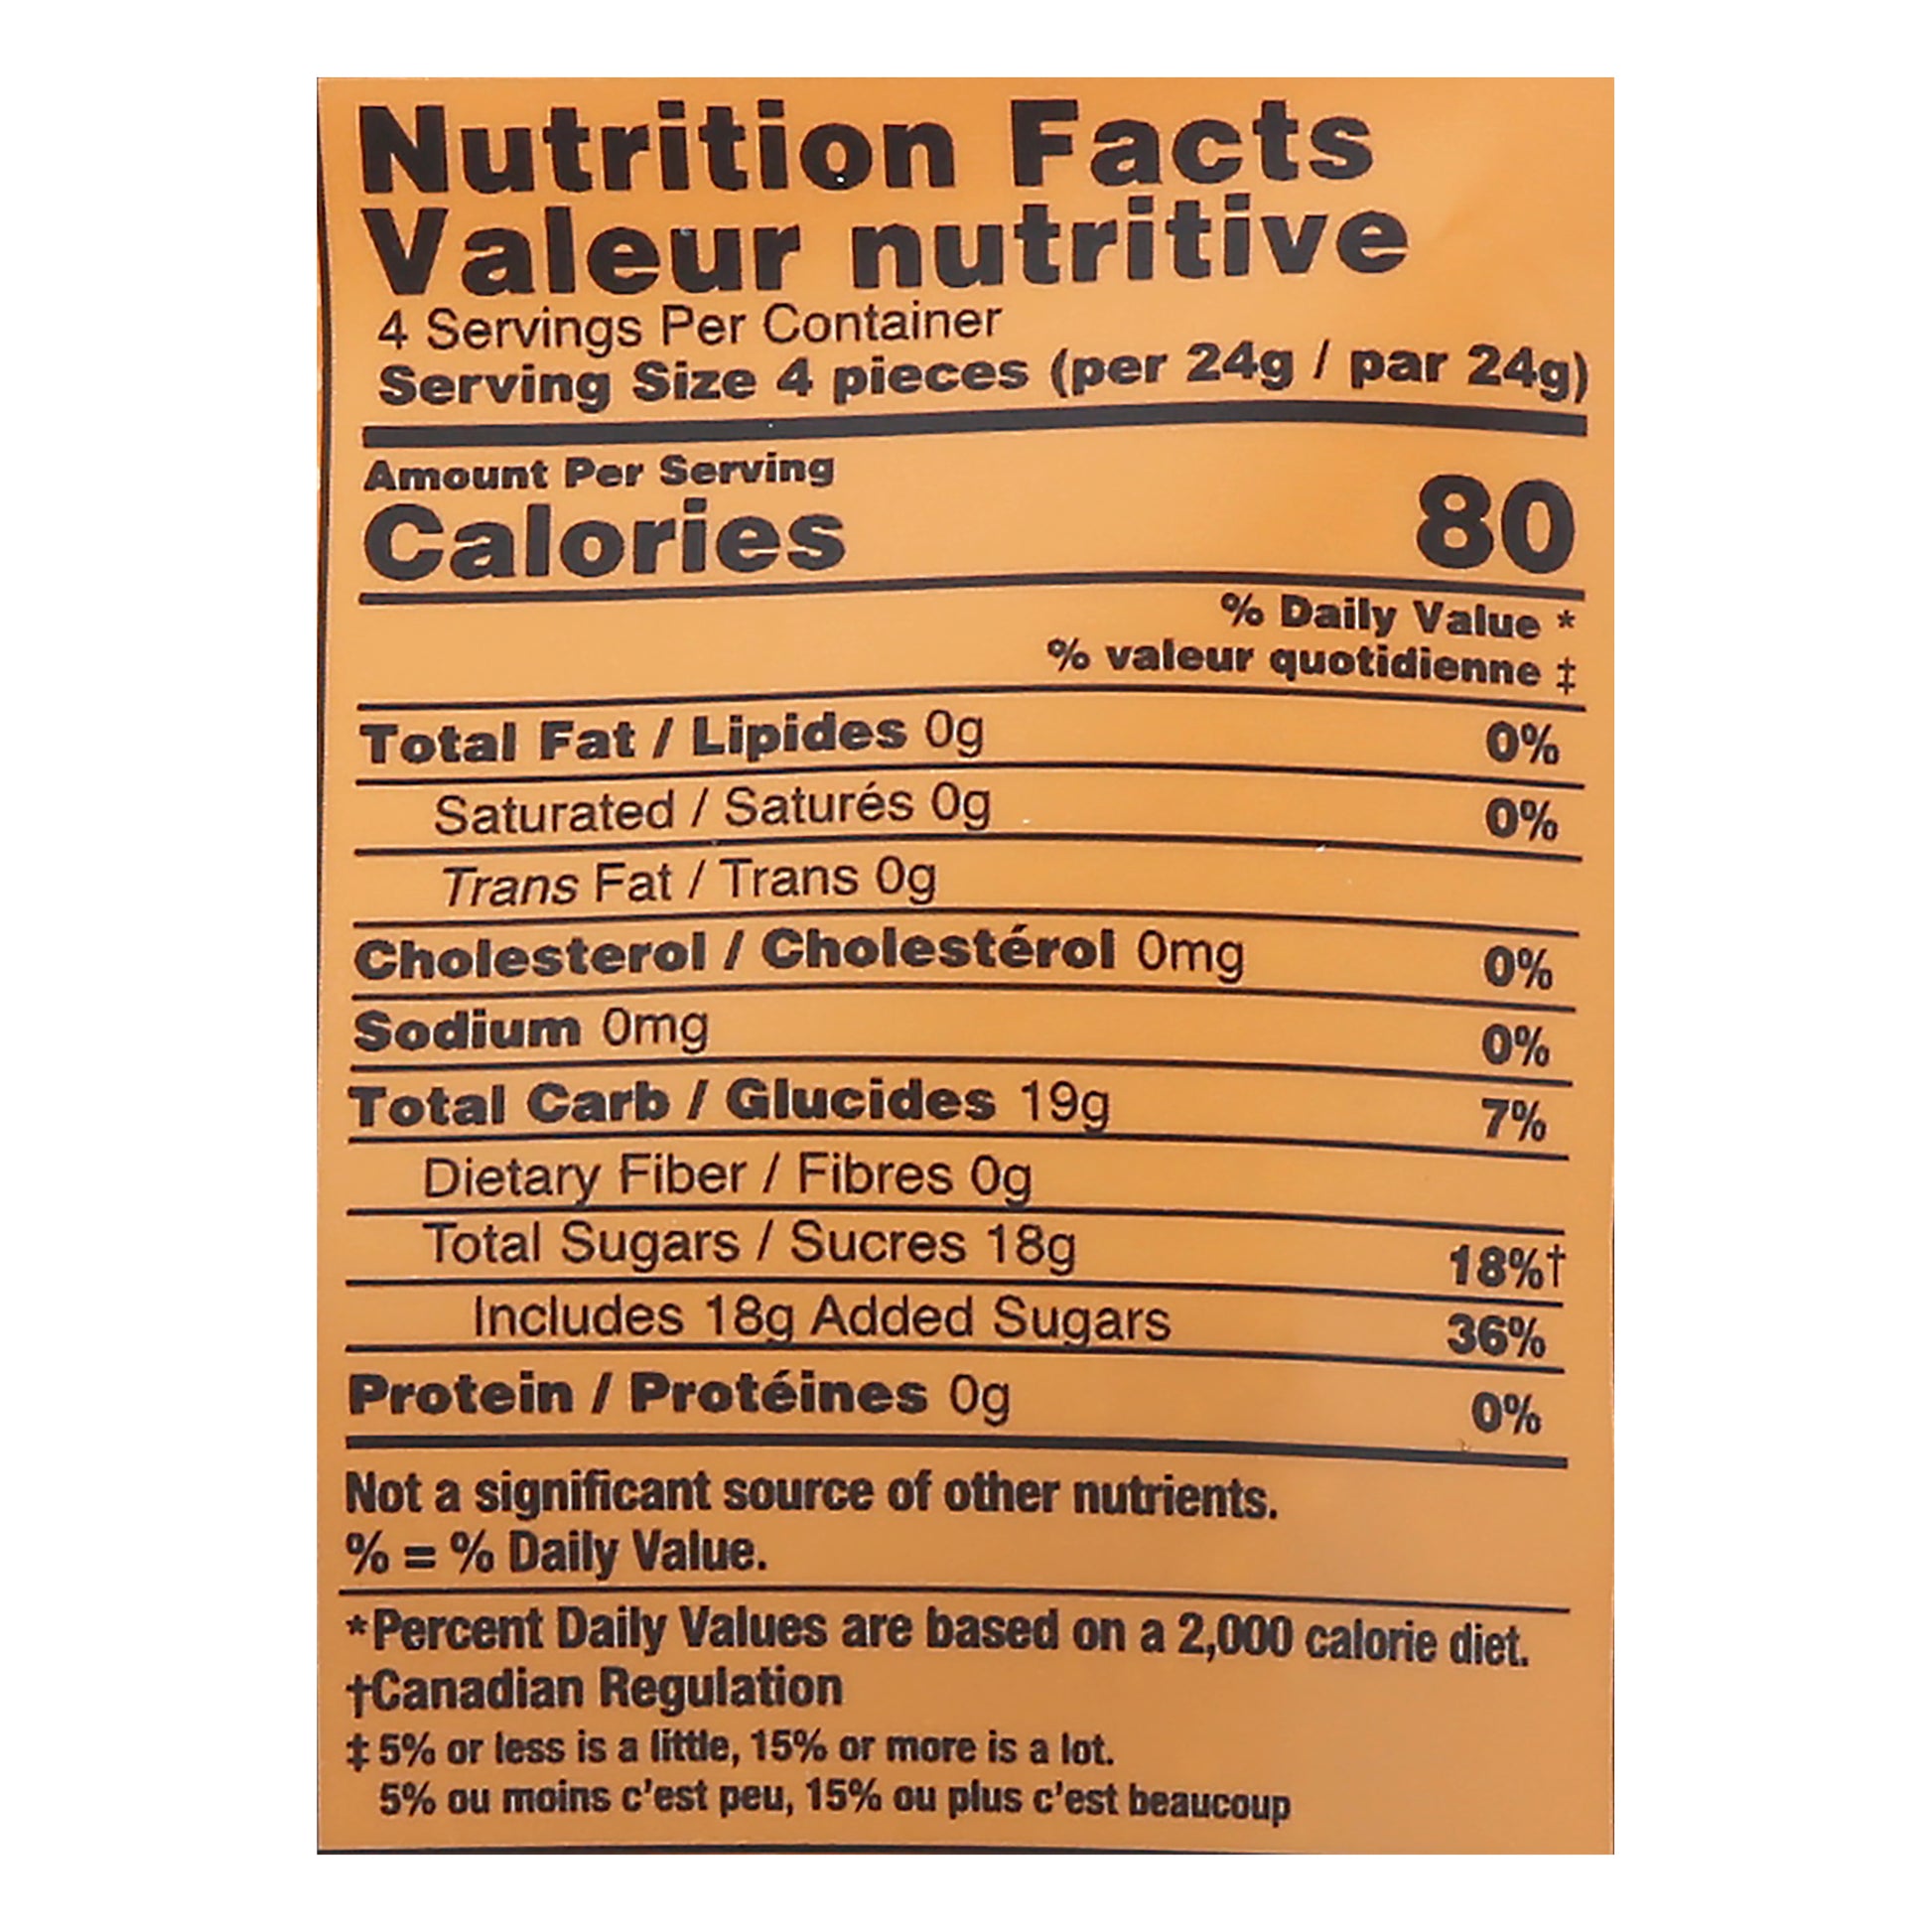 Nutrition Facts
Valeur nutritive
4 Servings Per Container
Serving Size 4 pieces (per 24g / par 24g)
Amount Per Serving
Calories 80
% Daily Value *
% valeur quotidienne ‡
Total Fat / Lipides 0g 0%
Saturated / Saturés 0g 0%
Trans Fat / Trans 0g
Cholesterol / Cholestérol 0mg 0%
Sodium 0mg 0%
Total Carb / Glucides 19g 7%
Dietary Fiber / Fibres 0g
Total Sugars / Sucres 18g 18%†
Includes 18g Added Sugars 36%
Protein / Protéines 0g 0%
Not a significant source of other nutrients.
% = % Daily Value.
*Percent Daily Values are based on a 2,000 calorie diet.
†Canadian Regulation
‡ 5% or less is a little, 15% or more is a lot.
5% ou moins c'est peu, 15% ou plus c'est beaucoup